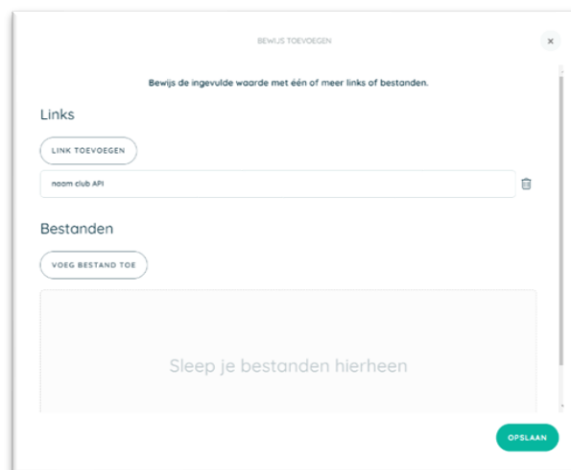 BEWIJS TOEVOEGEN
Bewijs de ingevulde waarde met één of meer links of bestanden.
Links
LINK TOEVOEGEN
naam club API
Bestanden
VOEG BESTAND TOE
Sleep je bestanden hierheen
OPSLAAN